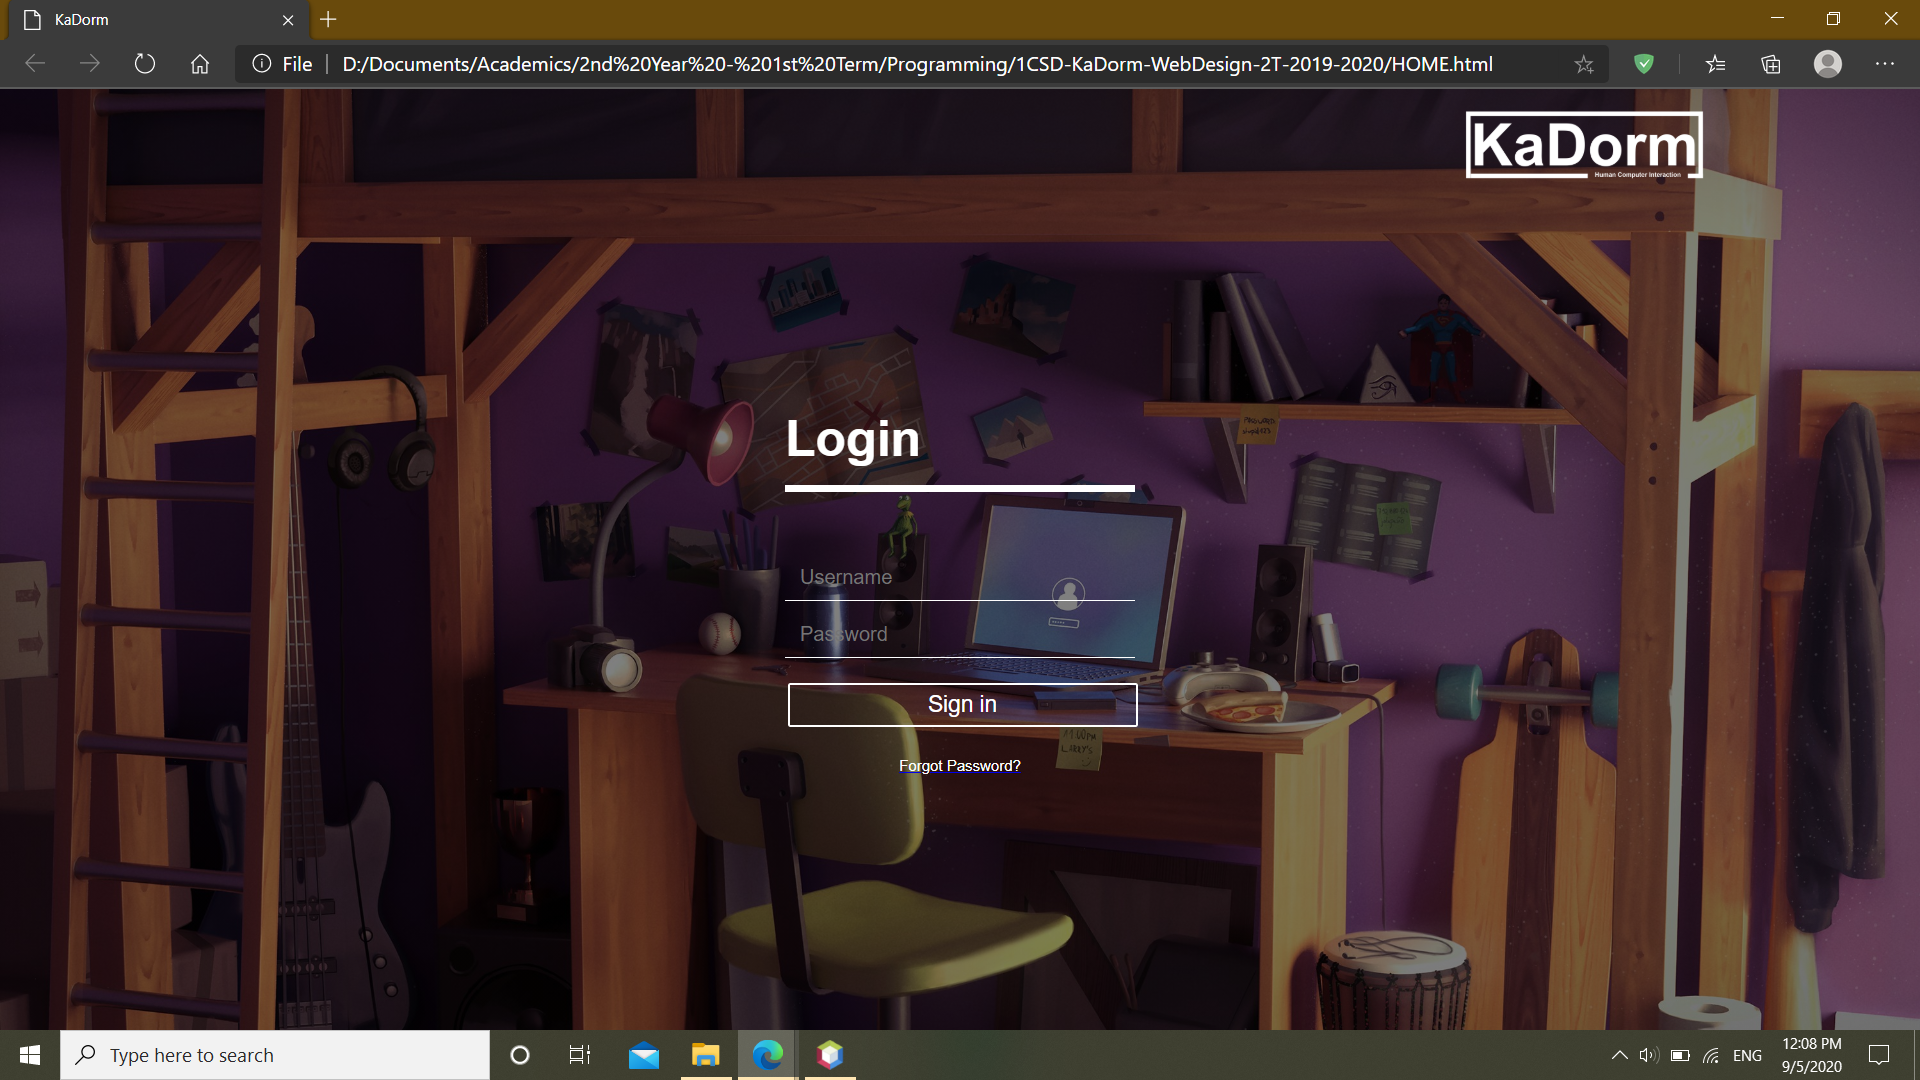 KaDorm
File
D:/Documents/Academics/2nd%20Year%20-%201st%20Term/Programming/1CSD-KaDorm-WebDesign-2T-2019-2020/HOME.html
KaDorm
Human Computer Interaction
Login
Username
Password
Sign in
Forgot Password?
Type here to search
ENG
12:08 PM
9/5/2020